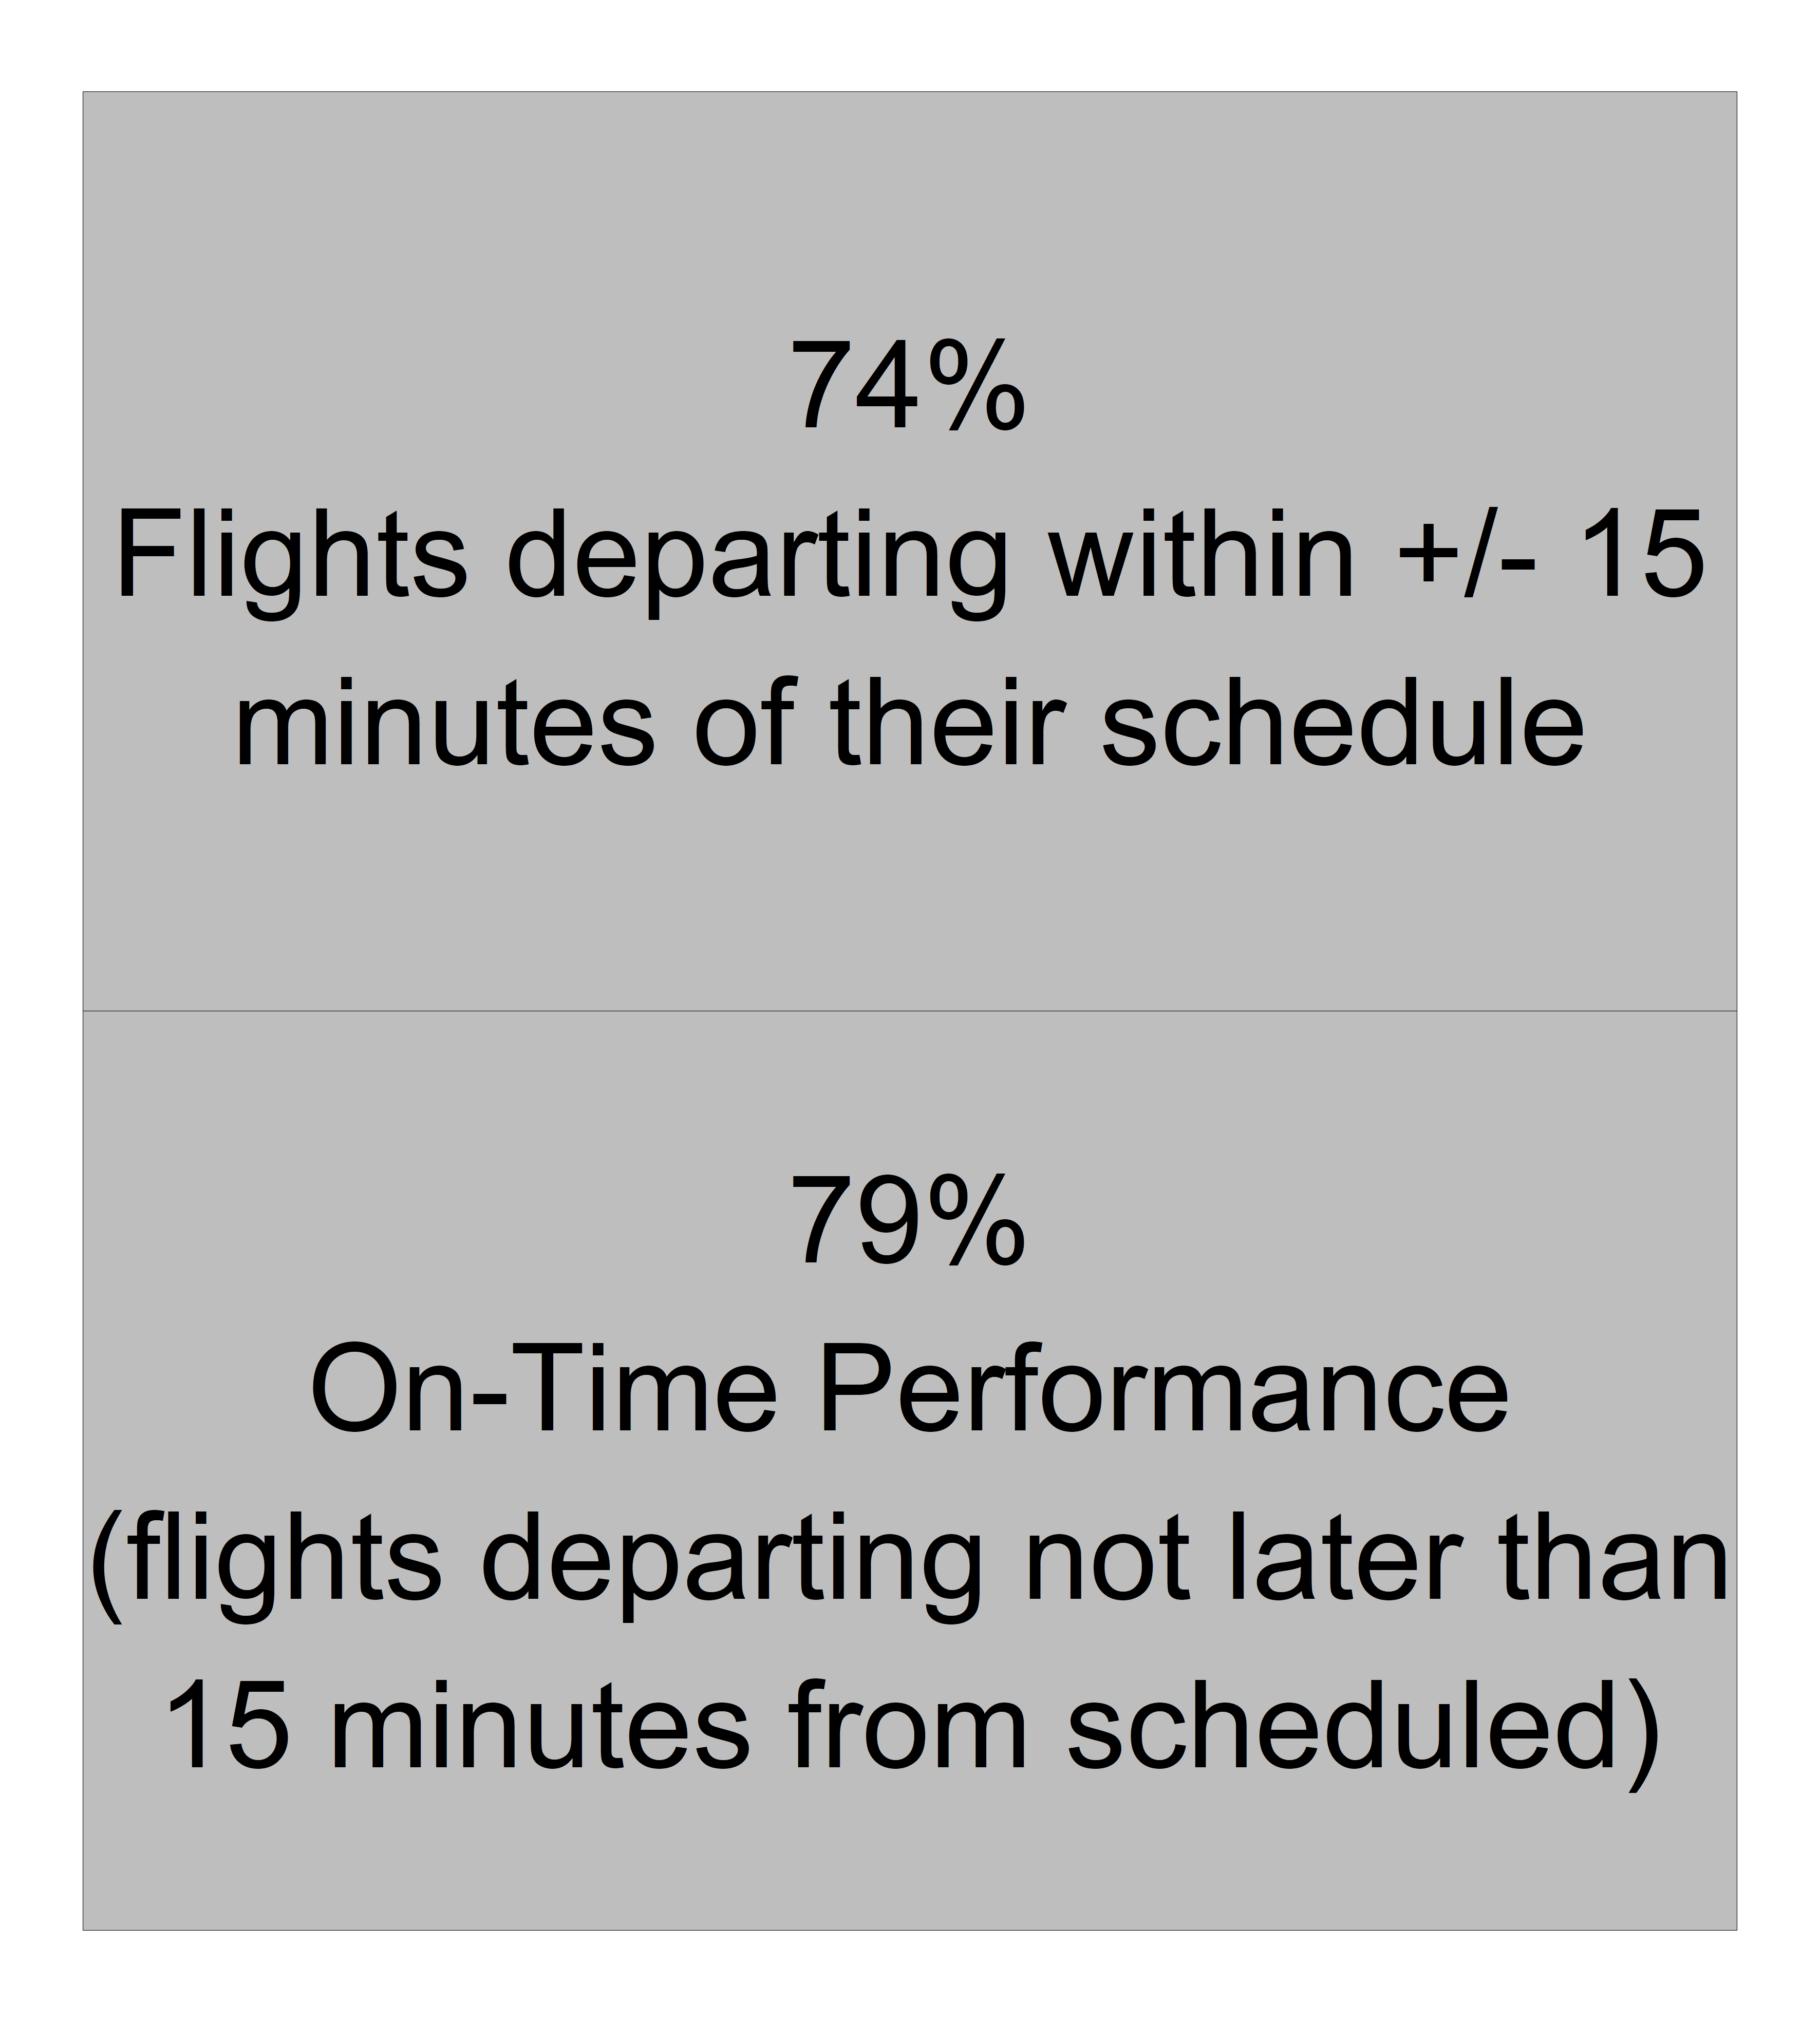 74%
Flights departing within +/- 15
minutes of their schedule
79%
On-Time Performance
(flights departing not later than
15 minutes from scheduled)